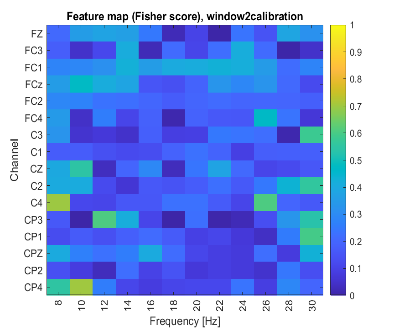 Feature map (Fisher score), window2calibration
FZ
FC3
FC1
FCz
FC2
FC4
C3
C1
CZ
C2
C4
CP3
CP1
CPZ
CP2
CP4
Channel
8 10 12 14 16 18 20 22 24 26 28 30
Frequency [Hz]
1
0.9
0.8
0.7
0.6
0.5
0.4
0.3
0.2
0.1
0